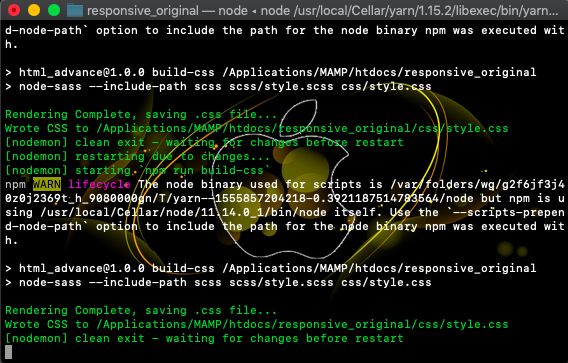 responsive_original — node ◂ node /usr/local/Cellar/yarn/1.15.2/libexec/bin/yarn...
d-node-path` option to include the path for the node binary npm was executed wit
h.
> html_advance@1.0.0 build-css /Applications/MAMP/htdocs/responsive_original
> node-sass --include-path scss scss/style.scss css/style.css
Rendering Complete, saving .css file...
Wrote CSS to /Applications/MAMP/htdocs/responsive_original/css/style.css
[nodemon] clean exit - waiting for changes before restart
[nodemon] restarting due to changes...
[nodemon] starting `npm run build-css`
npm WARN lifecycle The node binary used for scripts is /var/folders/wq/g2f6jf3j4
0z0j2369t_h_9080000gn/T/yarn--1555857204218-0.3921187514783564/node but npm is u
sing /usr/local/Cellar/node/11.14.0_1/bin/node itself. Use the `--scripts-prepen
d-node-path` option to include the path for the node binary npm was executed wit
h.
> html_advance@1.0.0 build-css /Applications/MAMP/htdocs/responsive_original
> node-sass --include-path scss scss/style.scss css/style.css
Rendering Complete, saving .css file...
Wrote CSS to /Applications/MAMP/htdocs/responsive_original/css/style.css
[nodemon] clean exit - waiting for changes before restart